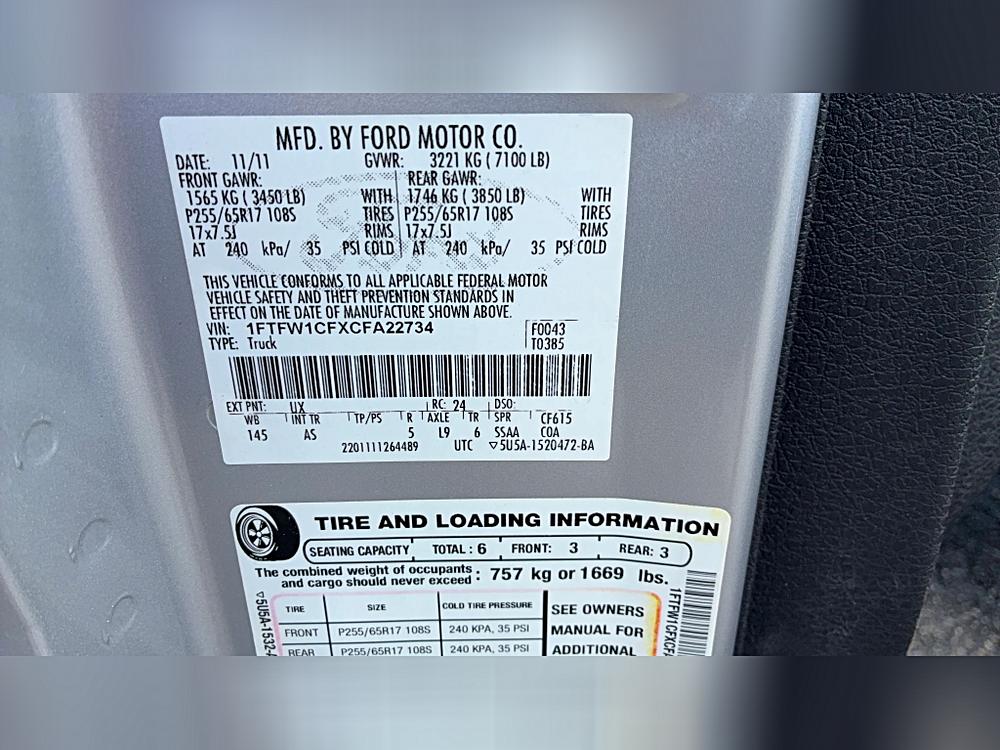 MFD. BY FORD MOTOR CO.
DATE: 11/11 GVWR: 3221 KG ( 7100 LB)
FRONT GAWR: REAR GAWR:
1565 KG ( 3450 LB) WITH 1746 KG ( 3850 LB) WITH
P255/65R17 108S TIRES P255/65R17 108S TIRES
17x7.5J RIMS 17x7.5J RIMS
AT 240 kPa/ 35 PSI COLD AT 240 kPa/ 35 PSI COLD
THIS VEHICLE CONFORMS TO ALL APPLICABLE FEDERAL MOTOR
VEHICLE SAFETY AND THEFT PREVENTION STANDARDS IN
EFFECT ON THE DATE OF MANUFACTURE SHOWN ABOVE.
VIN: 1FTFW1CFXCFA22734 F0043
TYPE: Truck T0385
EXT PNT: UX RC: 24 DSO:
WB INT TR TP/PS R AXLE TR SPR CF615
145 AS 5 L9 6 SSAA COA
2201111264489 UTC ▽5U5A-1520472-BA
TIRE AND LOADING INFORMATION
SEATING CAPACITY TOTAL : 6 FRONT: 3 REAR: 3
The combined weight of occupants
and cargo should never exceed : 757 kg or 1669 lbs.
TIRE SIZE COLD TIRE PRESSURE SEE OWNERS
FRONT P255/65R17 108S 240 KPA, 35 PSI MANUAL FOR
REAR P255/65R17 108S 240 KPA, 35 PSI ADDITIONAL
▽5U5A-1532-
1FTFW1CFXCF